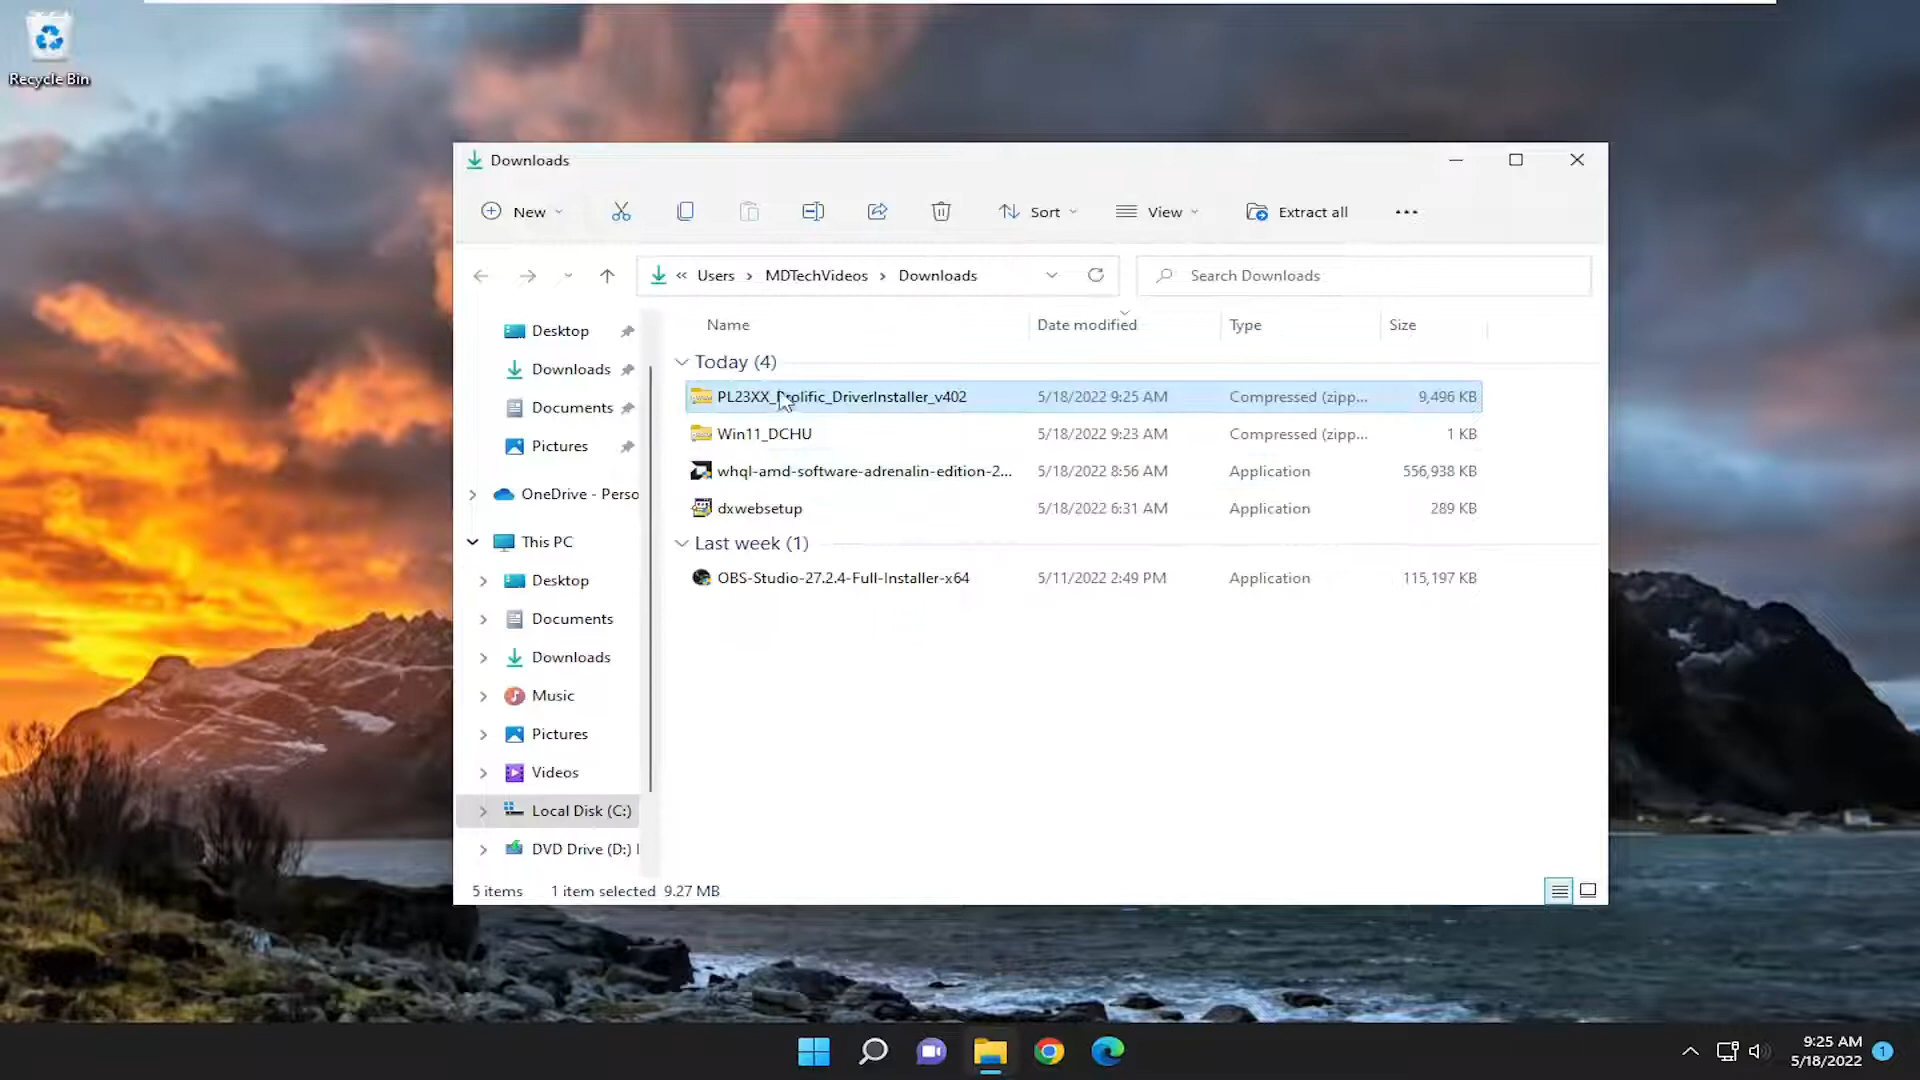 Recycle Bin
Downloads
New
Sort
View
Extract all
« Users > MDTechVideos > Downloads
Search Downloads
Name
Date modified
Type
Size
Desktop
Downloads
Documents
Pictures
OneDrive - Perso
This PC
Desktop
Documents
Downloads
Music
Pictures
Videos
Local Disk (C:)
DVD Drive (D:)
Today (4)
PL23XX_Prolific_DriverInstaller_v402 5/18/2022 9:25 AM Compressed (zipp... 9,496 KB
Win11_DCHU 5/18/2022 9:23 AM Compressed (zipp... 1 KB
whql-amd-software-adrenalin-edition-2... 5/18/2022 8:56 AM Application 556,938 KB
dxwebsetup 5/18/2022 6:31 AM Application 289 KB
Last week (1)
OBS-Studio-27.2.4-Full-Installer-x64 5/11/2022 2:49 PM Application 115,197 KB
5 items 1 item selected 9.27 MB
9:25 AM
5/18/2022
1